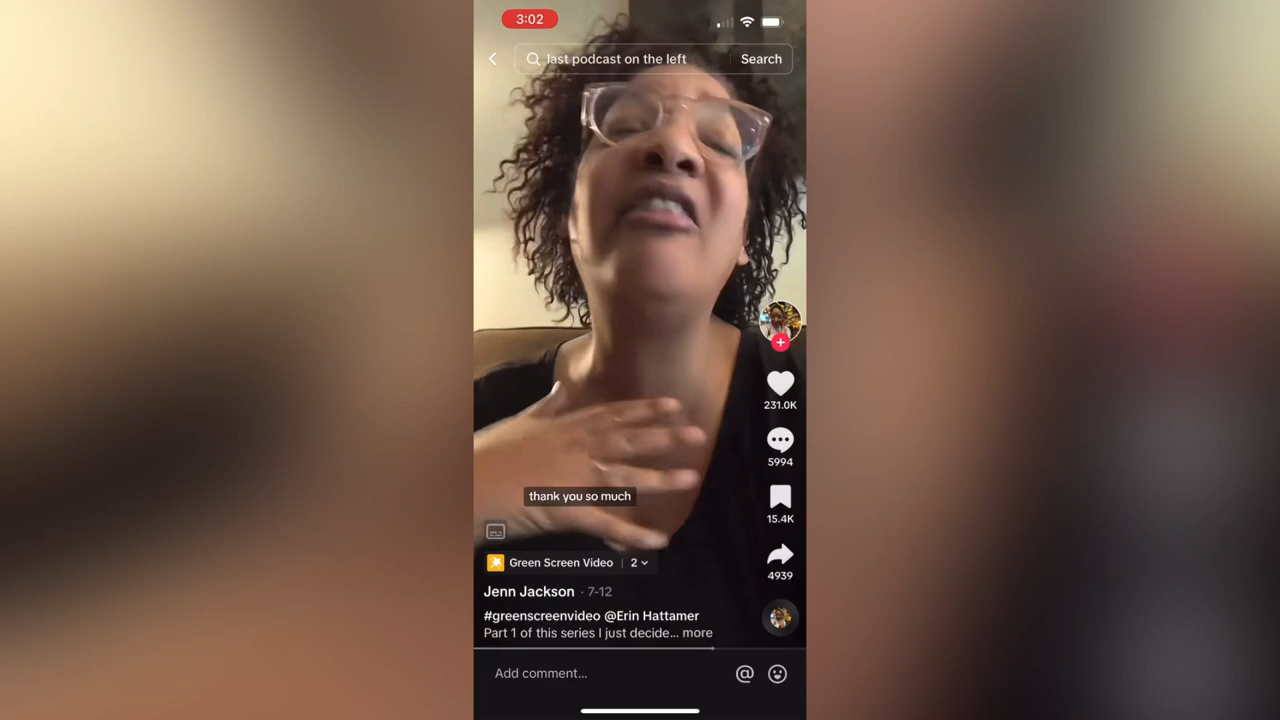 3:02
last podcast on the left
Search
231.0K
5994
15.4K
4939
thank you so much
Green Screen Video | 2
Jenn Jackson · 7-12
#greenscreenvideo @Erin Hattamer
Part 1 of this series I just decide... more
Add comment...